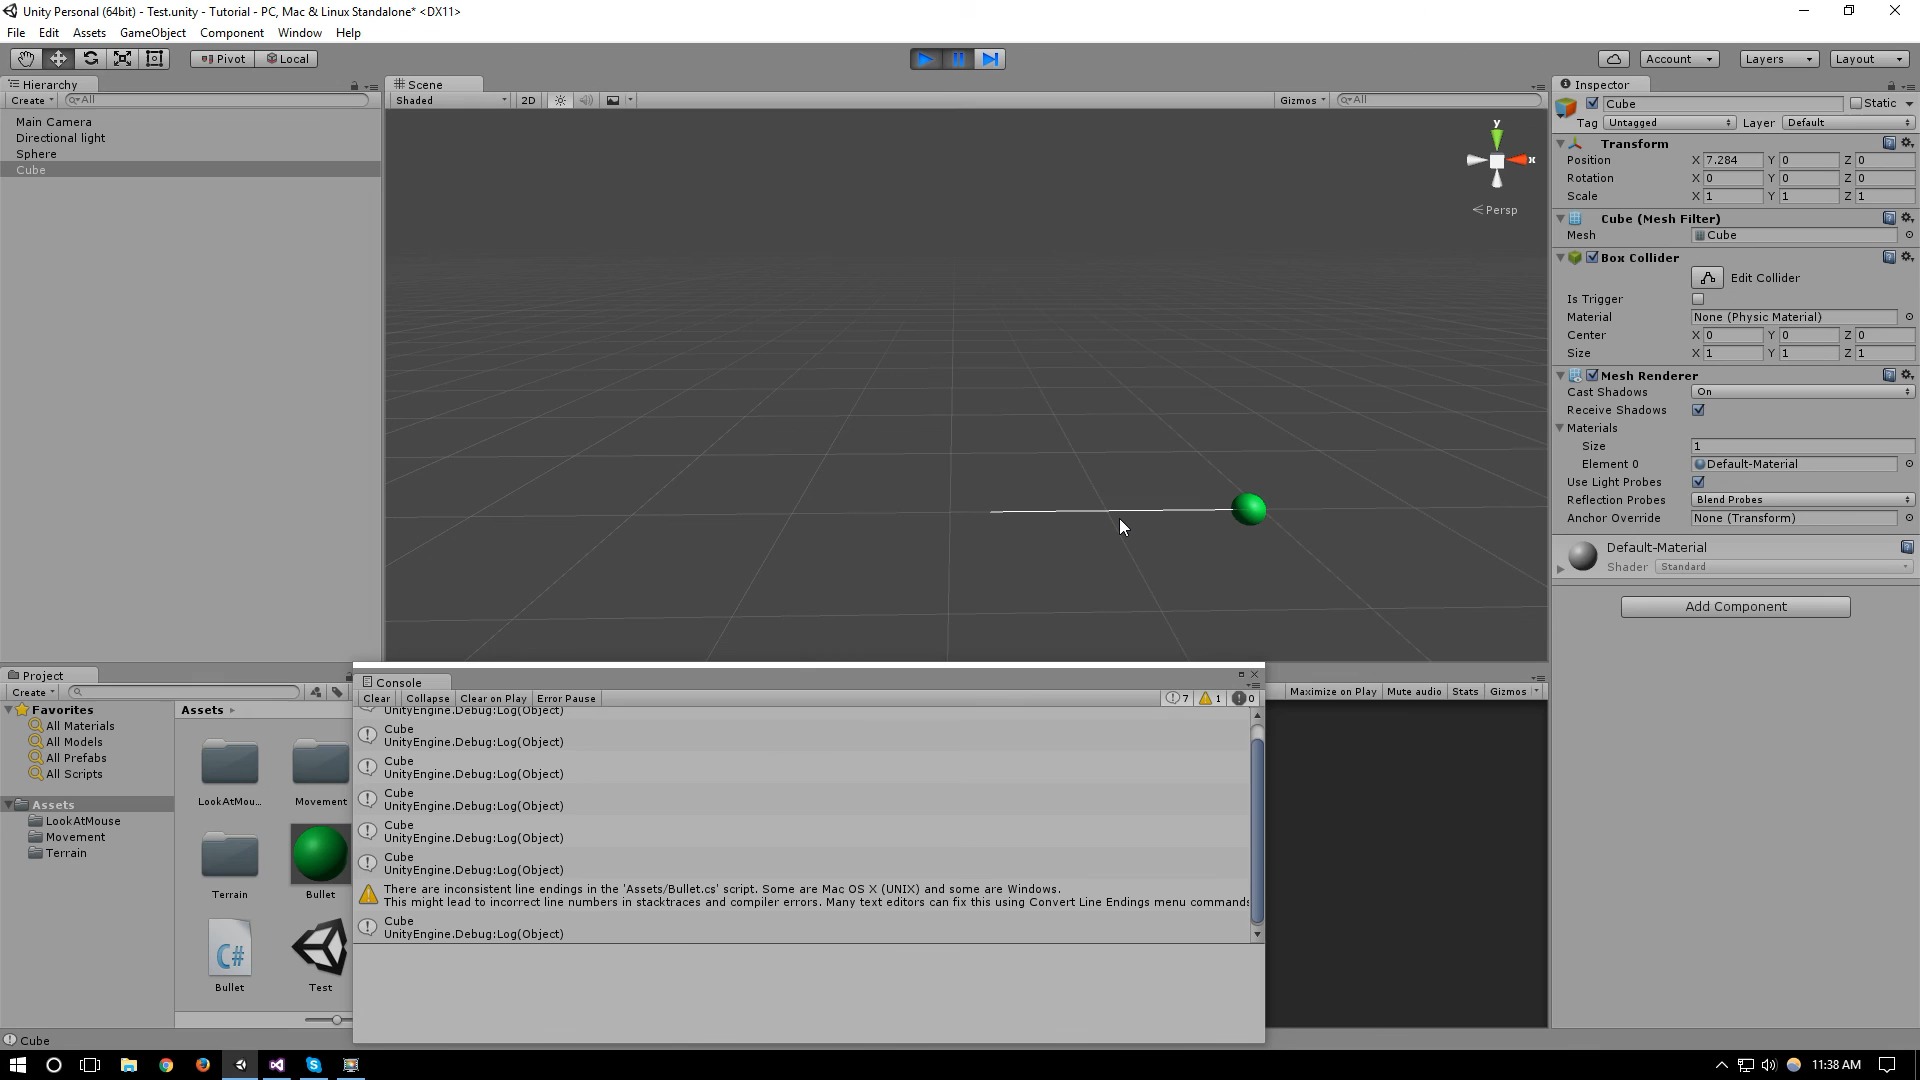 Unity Personal (64bit) - Test.unity - Tutorial - PC, Mac & Linux Standalone* <DX11>
File Edit Assets GameObject Component Window Help
Pivot Local
Account Layers Layout
Hierarchy
Create All
Main Camera
Directional light
Sphere
Cube
Scene
Shaded 2D Gizmos All
y
x
Persp
Inspector
Cube Static
Tag Untagged Layer Default
Transform
Position X 7.284 Y 0 Z 0
Rotation X 0 Y 0 Z 0
Scale X 1 Y 1 Z 1
Cube (Mesh Filter)
Mesh Cube
Box Collider
Edit Collider
Is Trigger
Material None (Physic Material)
Center X 0 Y 0 Z 0
Size X 1 Y 1 Z 1
Mesh Renderer
Cast Shadows On
Receive Shadows
Materials
Size 1
Element 0 Default-Material
Use Light Probes
Reflection Probes Blend Probes
Anchor Override None (Transform)
Default-Material
Shader Standard
Add Component
Project
Create
Favorites
All Materials
All Models
All Prefabs
All Scripts
Assets
LookAtMouse
Movement
Terrain
Assets
LookAtMou... Movement
Terrain Bullet
C#
Bullet Test
Console
Clear Collapse Clear on Play Error Pause 7 1 0
UnityEngine.Debug:Log(Object)
Cube
UnityEngine.Debug:Log(Object)
Cube
UnityEngine.Debug:Log(Object)
Cube
UnityEngine.Debug:Log(Object)
Cube
UnityEngine.Debug:Log(Object)
Cube
UnityEngine.Debug:Log(Object)
There are inconsistent line endings in the 'Assets/Bullet.cs' script. Some are Mac OS X (UNIX) and some are Windows.
This might lead to incorrect line numbers in stacktraces and compiler errors. Many text editors can fix this using Convert Line Endings menu commands
Cube
UnityEngine.Debug:Log(Object)
Maximize on Play Mute audio Stats Gizmos
Cube
11:38 AM